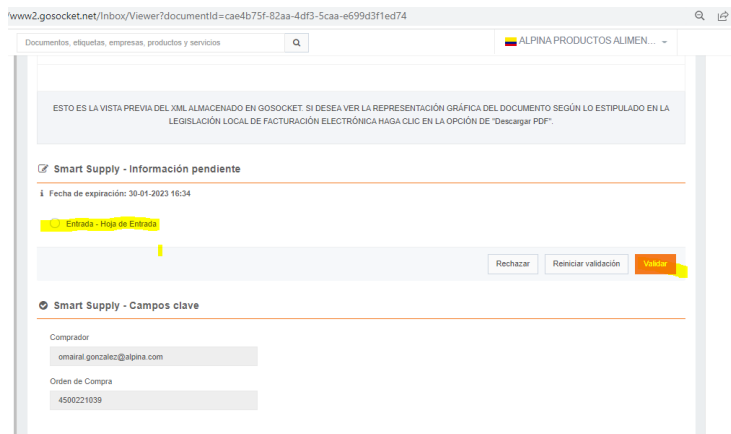 /www2.gosocket.net/Inbox/Viewer?documentId=cae4b75f-82aa-4df3-5caa-e699d3f1ed74
Documentos, etiquetas, empresas, productos y servicios
ALPINA PRODUCTOS ALIMEN...
ESTO ES LA VISTA PREVIA DEL XML ALMACENADO EN GOSOCKET. SI DESEA VER LA REPRESENTACIÓN GRÁFICA DEL DOCUMENTO SEGÚN LO ESTIPULADO EN LA
LEGISLACIÓN LOCAL DE FACTURACIÓN ELECTRÓNICA HAGA CLIC EN LA OPCIÓN DE "Descargar PDF".
Smart Supply - Información pendiente
i Fecha de expiración: 30-01-2023 16:34
Entrada - Hoja de Entrada
Rechazar Reiniciar validación Validar
Smart Supply - Campos clave
Comprador
omairal.gonzalez@alpina.com
Orden de Compra
4500221039